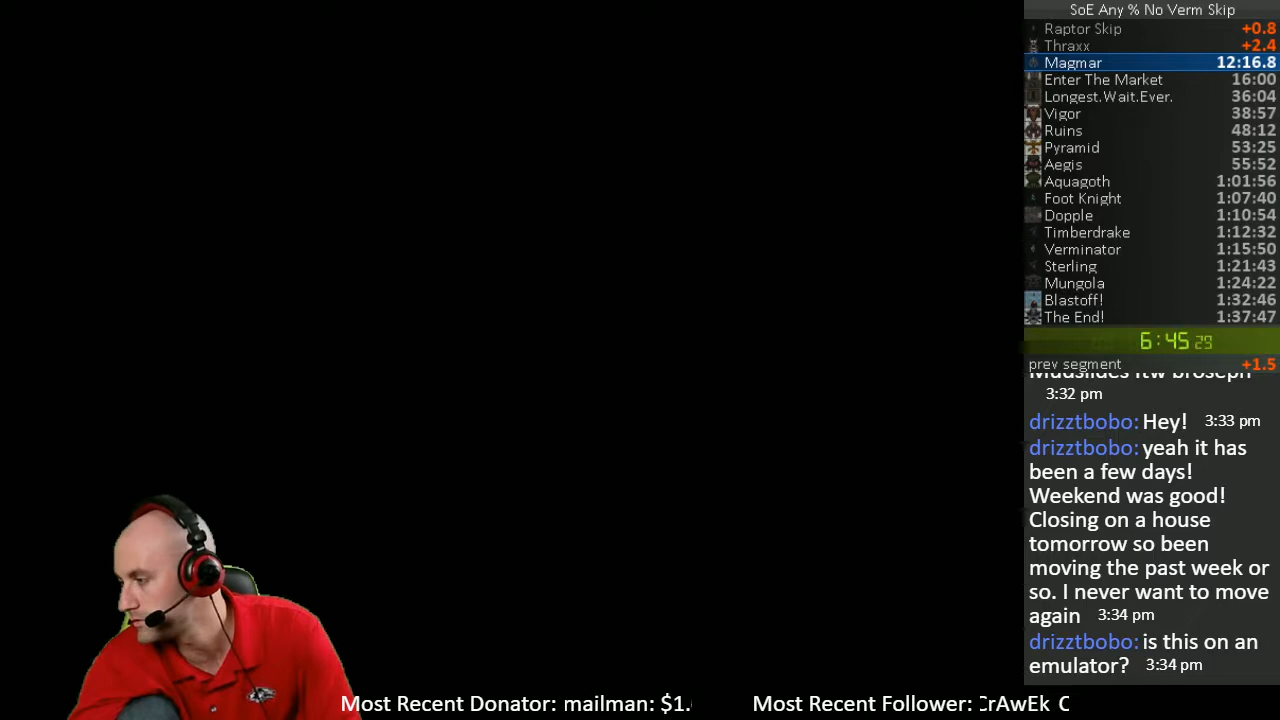 SoE Any % No Verm Skip
Raptor Skip +0.8
Thraxx +2.4
Magmar 12:16.8
Enter The Market 16:00
Longest.Wait.Ever. 36:04
Vigor 38:57
Ruins 48:12
Pyramid 53:25
Aegis 55:52
Aquagoth 1:01:56
Foot Knight 1:07:40
Dopple 1:10:54
Timberdrake 1:12:32
Verminator 1:15:50
Sterling 1:21:43
Mungola 1:24:22
Blastoff! 1:32:46
The End! 1:37:47
6:45 29
prev segment +1.5
Mudslides ftw broseph
3:32 pm
drizztbobo: Hey! 3:33 pm
drizztbobo: yeah it has
been a few days!
Weekend was good!
Closing on a house
tomorrow so been
moving the past week or
so. I never want to move
again 3:34 pm
drizztbobo: is this on an
emulator? 3:34 pm
Most Recent Donator: mailman: $1. Most Recent Follower: CrAwEk C